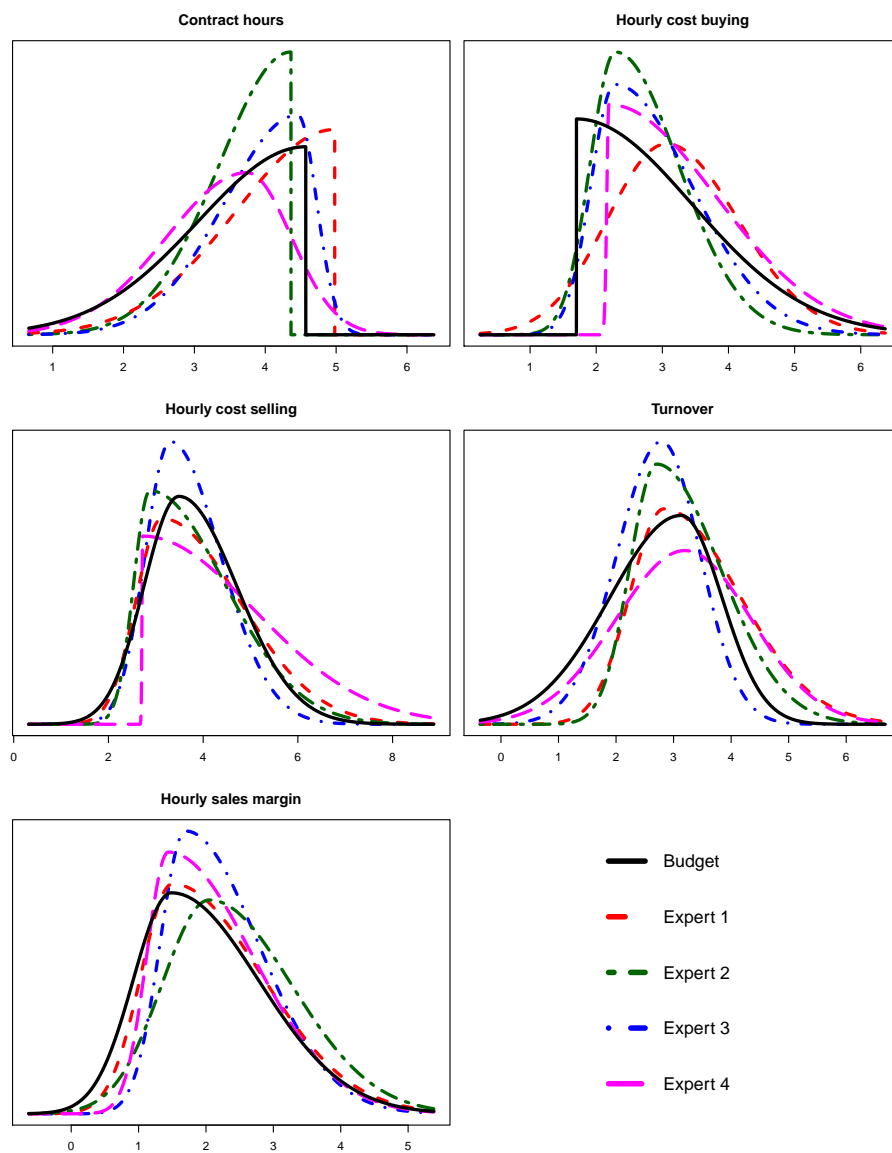 Contract hours
1 2 3 4 5 6
Hourly cost buying
1 2 3 4 5 6
Hourly cost selling
0 2 4 6 8
Turnover
0 1 2 3 4 5 6
Hourly sales margin
0 1 2 3 4 5
Budget
Expert 1
Expert 2
Expert 3
Expert 4